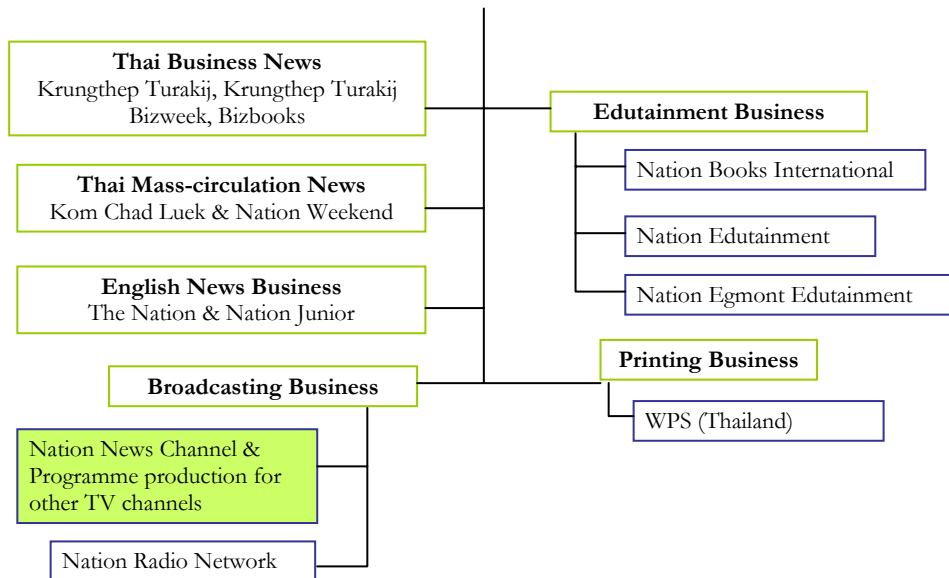 Thai Business News
Krungthep Turakij, Krungthep Turakij
Bizweek, Bizbooks
Thai Mass-circulation News
Kom Chad Luek & Nation Weekend
English News Business
The Nation & Nation Junior
Broadcasting Business
Nation News Channel &
Programme production for
other TV channels
Nation Radio Network
Edutainment Business
Nation Books International
Nation Edutainment
Nation Egmont Edutainment
Printing Business
WPS (Thailand)